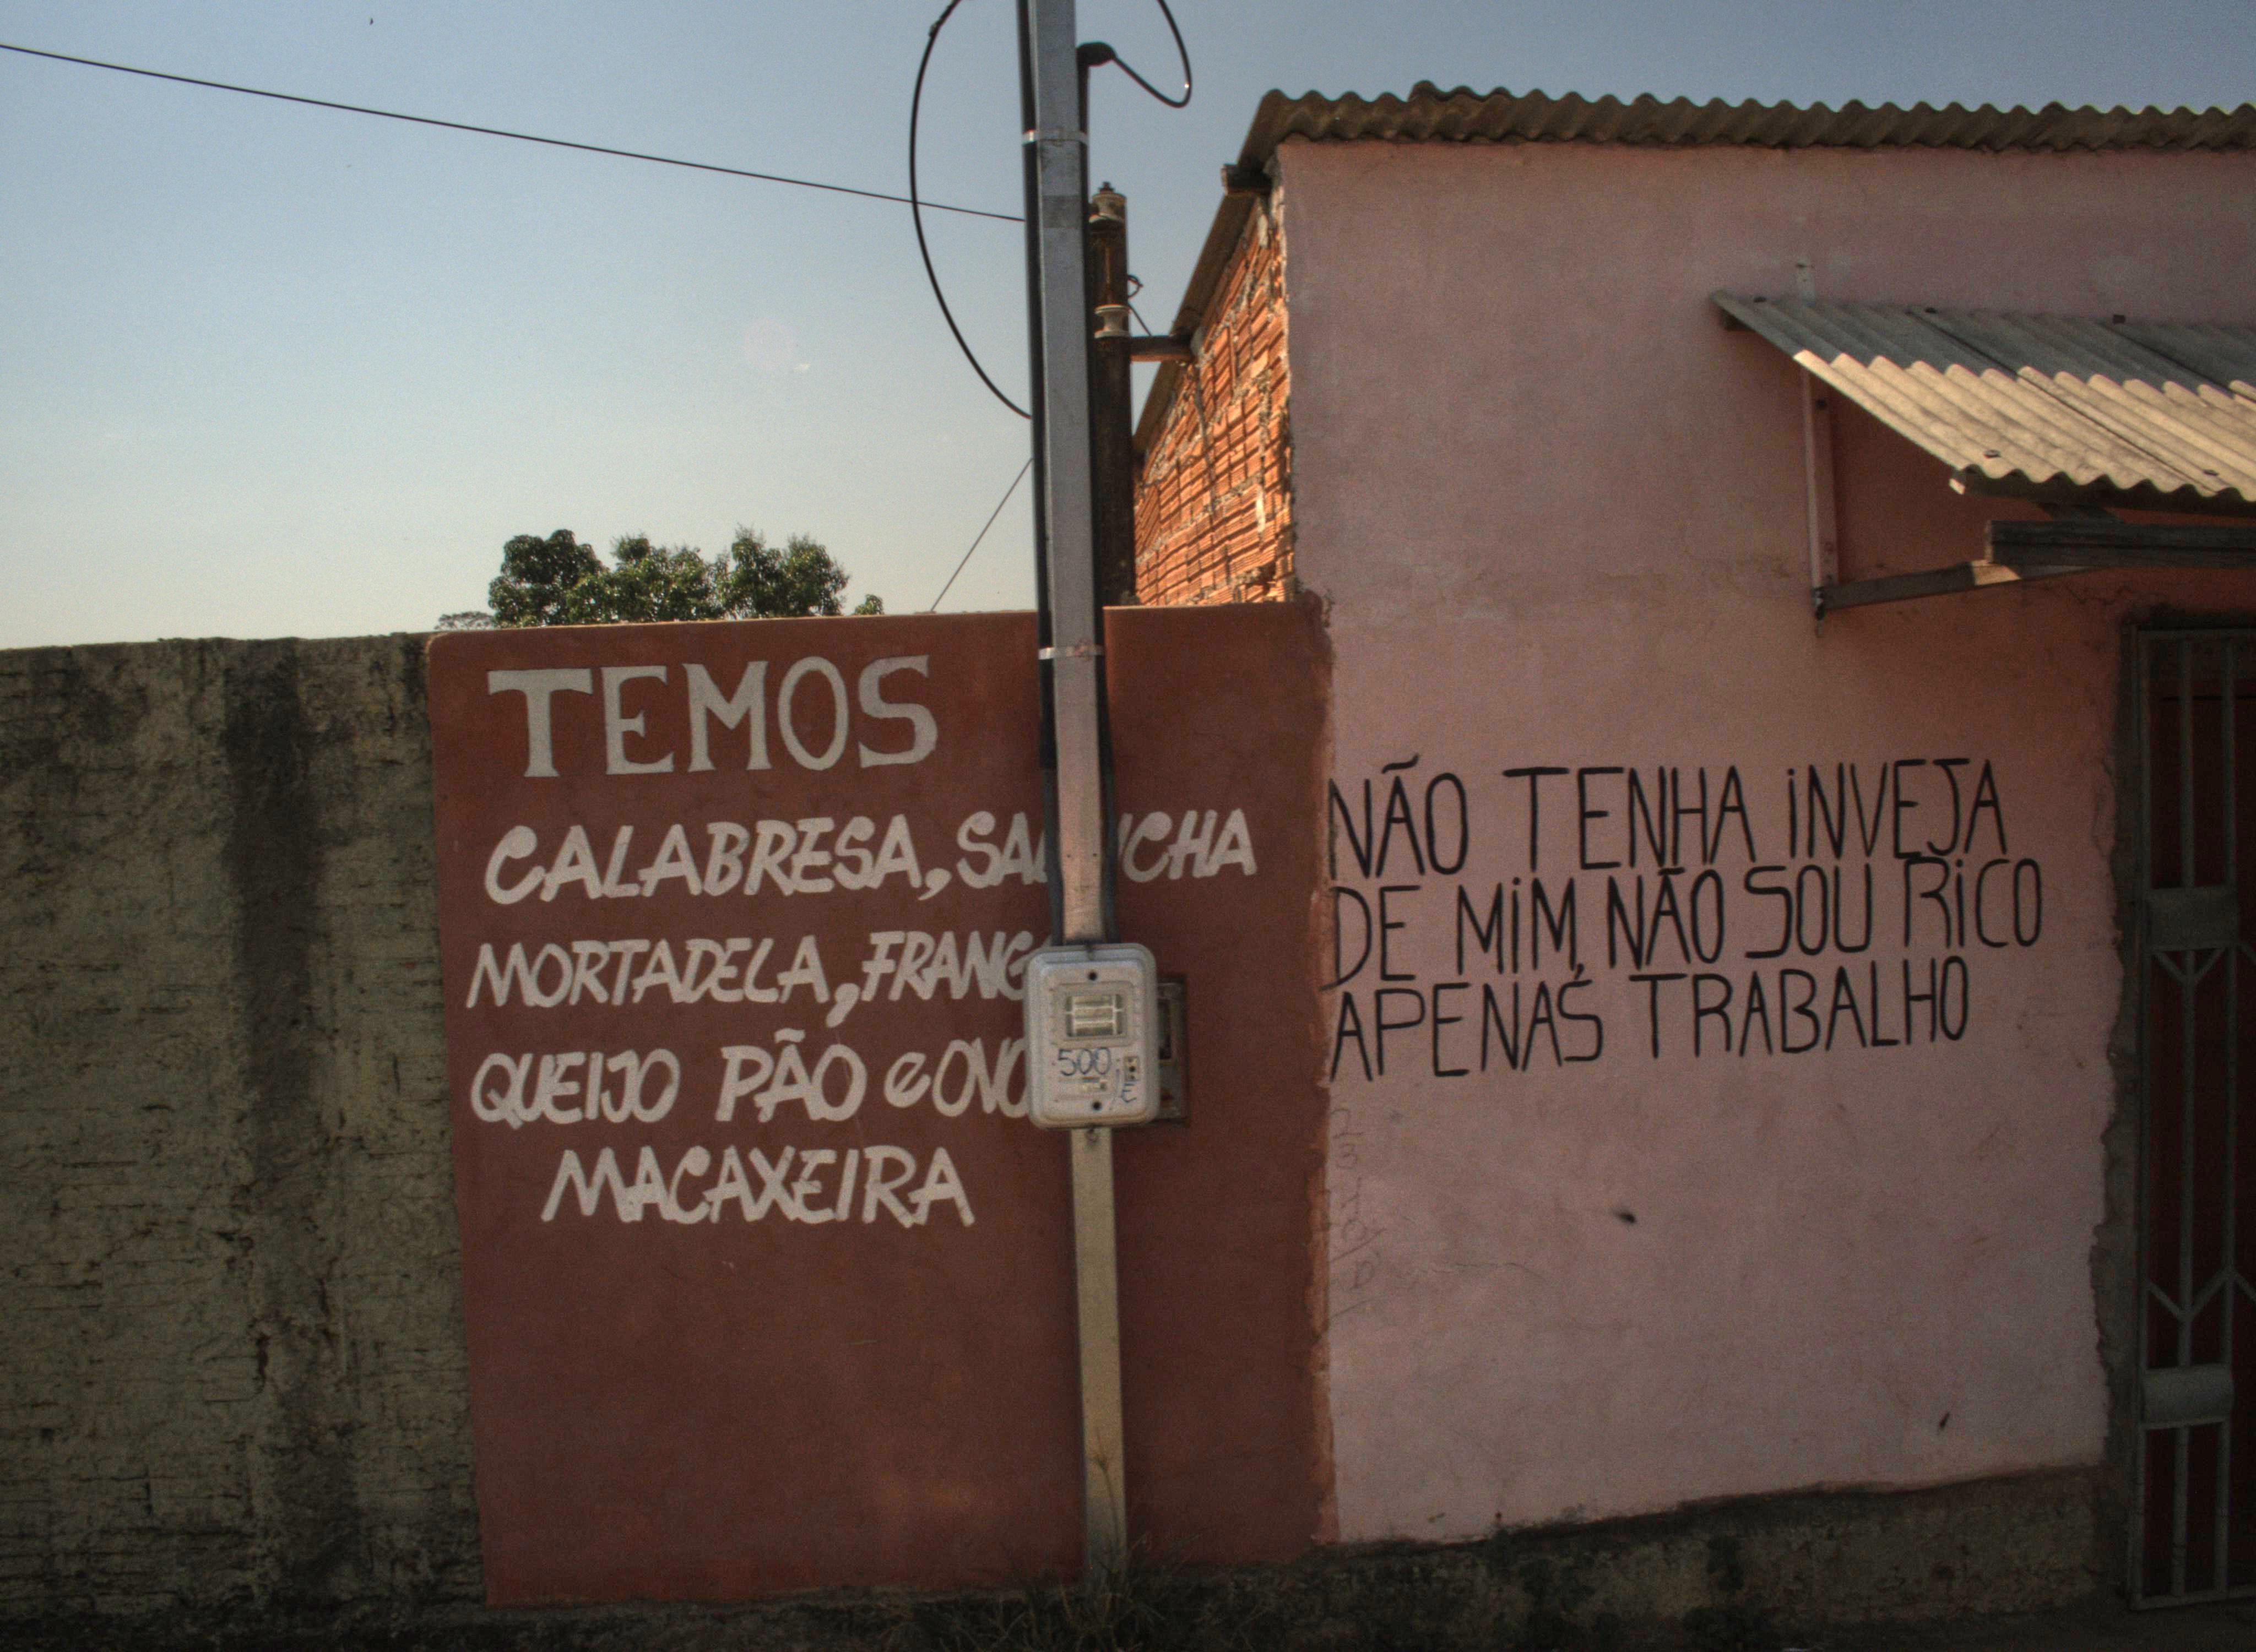 TEMOS
CALABRESA,
MORTADELA,
QUEIJO PÃO e
MACAXEIRA
NÃO TENHA iNVEJA
DE MiM, NÃO SOU RiCO
APENAS TRABALHO
500